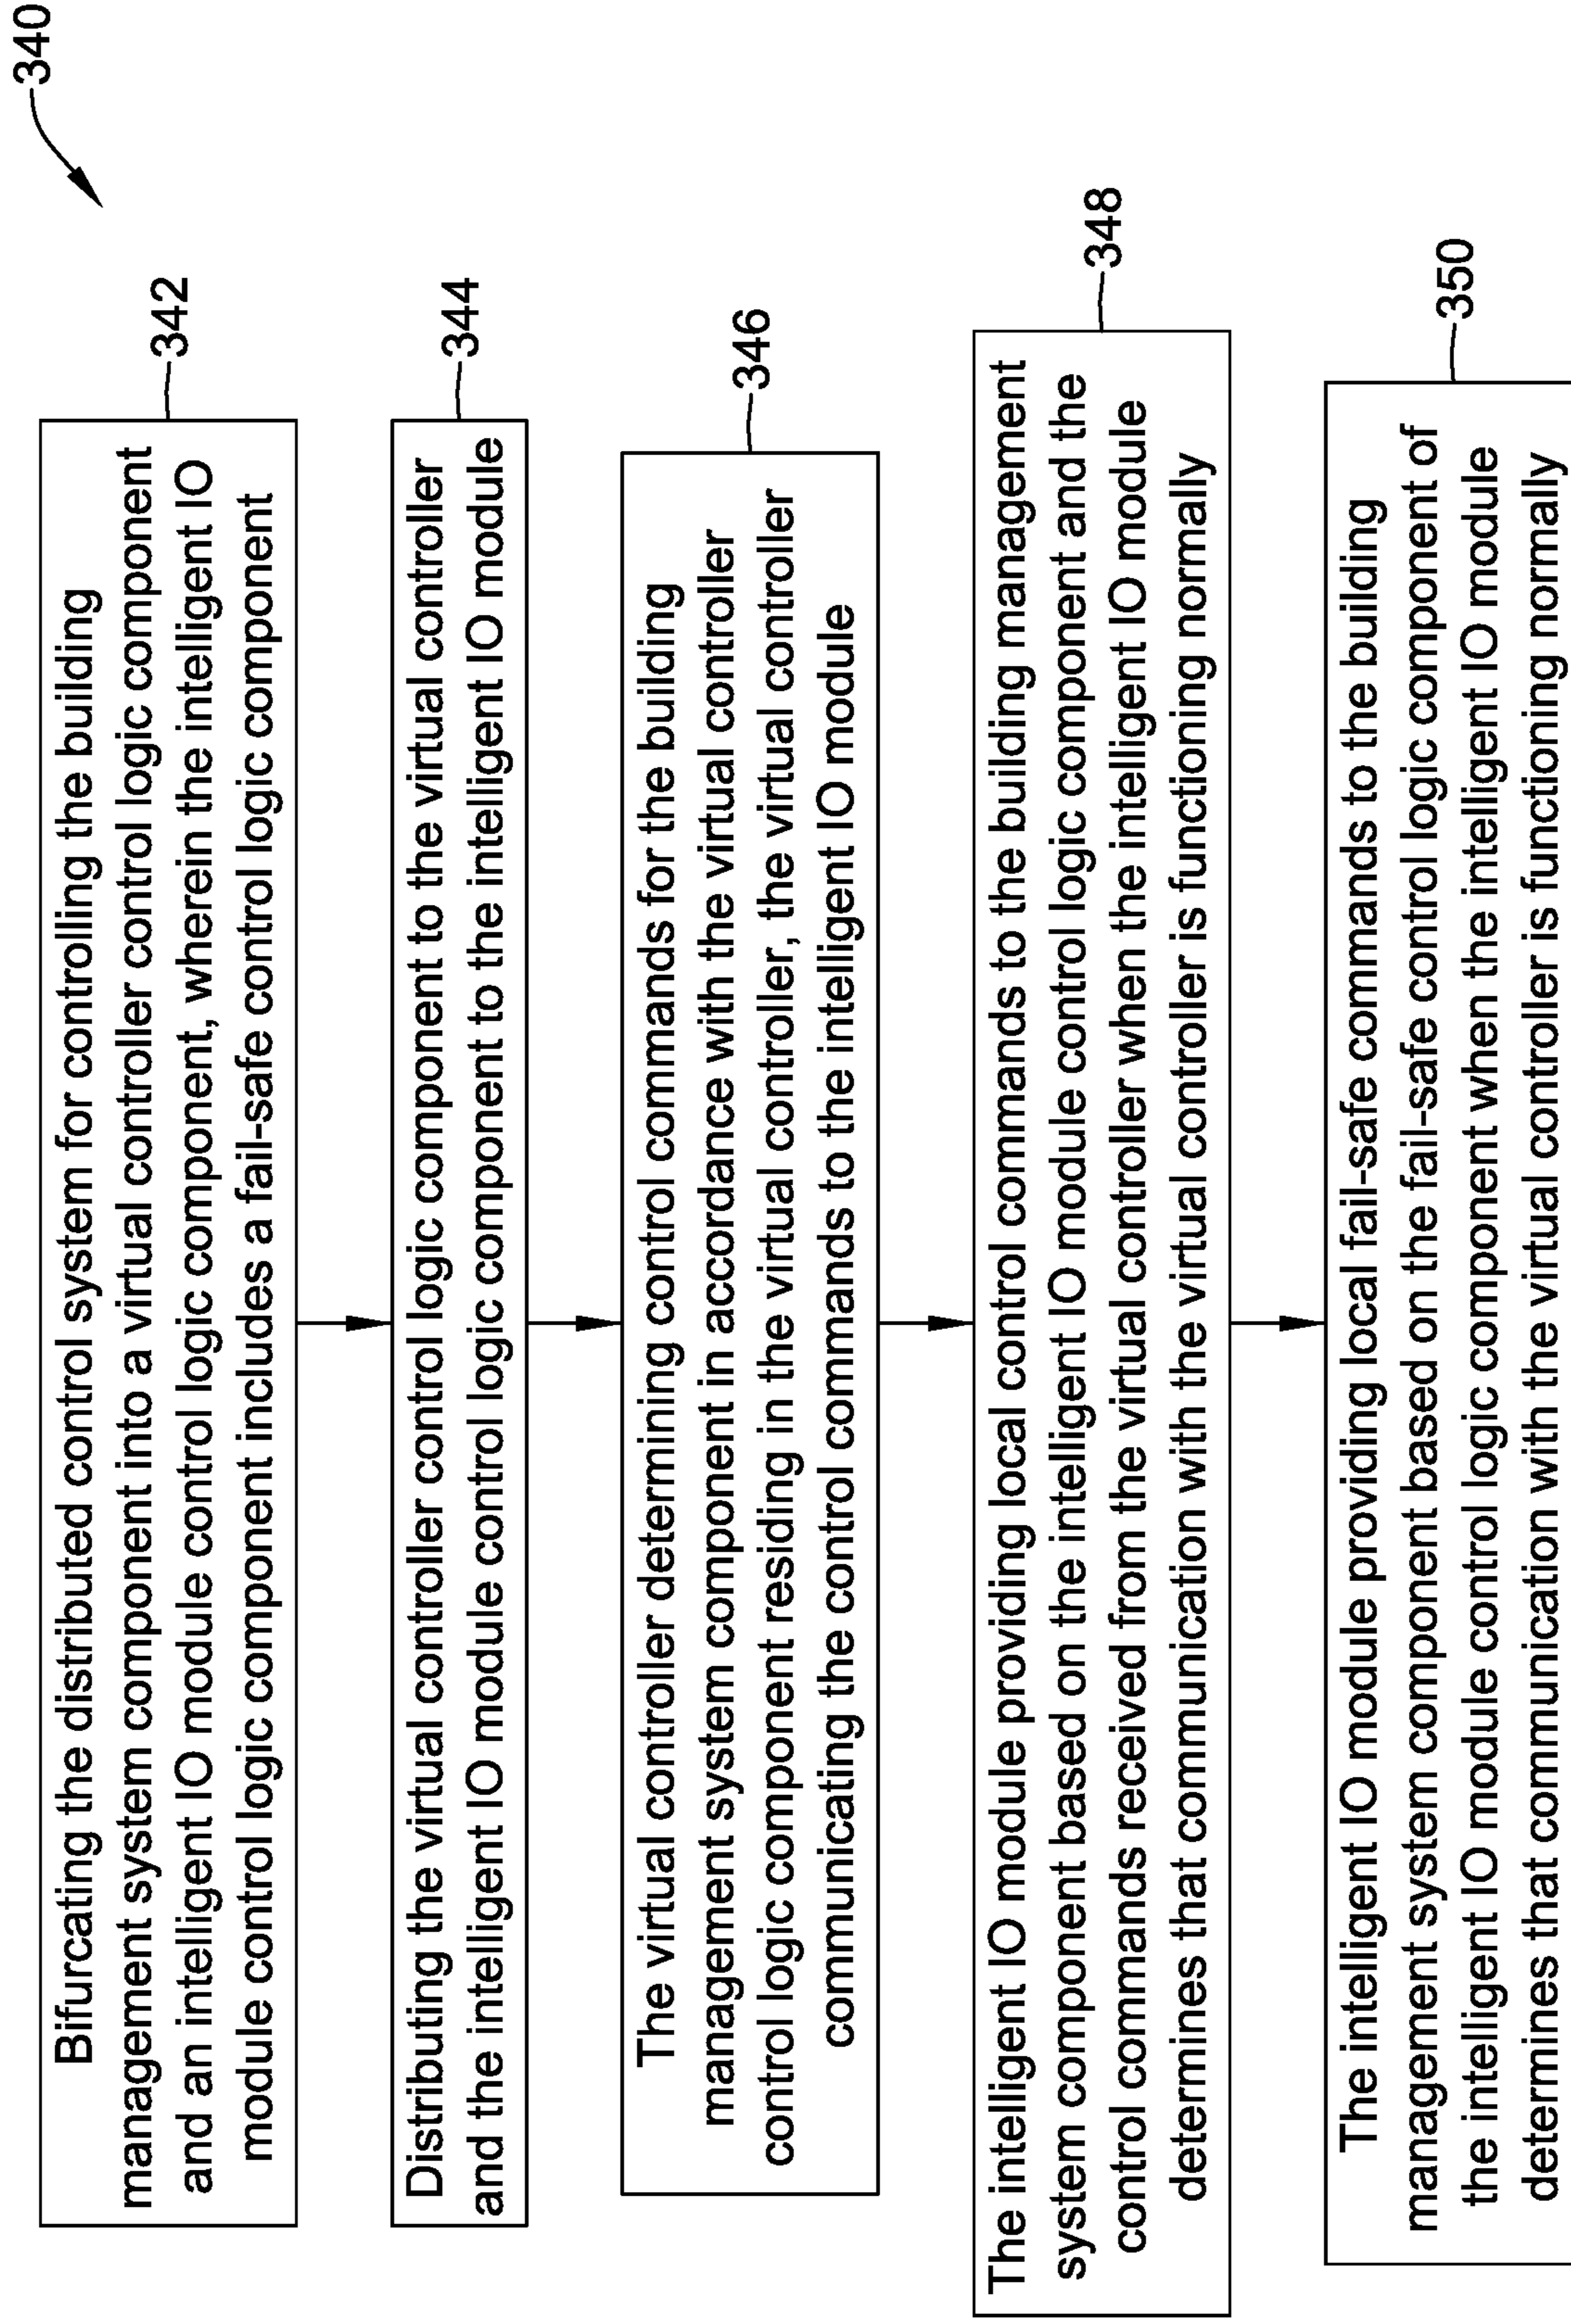 340
Bifurcating the distributed control system for controlling the building
management system component into a virtual controller control logic component
and an intelligent IO module control logic component, wherein the intelligent IO
module control logic component includes a fail-safe control logic component
342
Distributing the virtual controller control logic component to the virtual controller
and the intelligent IO module control logic component to the intelligent IO module
344
The virtual controller determining control commands for the building
management system component in accordance with the virtual controller
control logic component residing in the virtual controller, the virtual controller
communicating the control commands to the intelligent IO module
346
The intelligent IO module providing local control commands to the building management
system component based on the intelligent IO module control logic component and the
control commands received from the virtual controller when the intelligent IO module
determines that communication with the virtual controller is functioning normally
348
The intelligent IO module providing local fail-safe commands to the building
management system component based on the fail-safe control logic component of
the intelligent IO module control logic component when the intelligent IO module
determines that communication with the virtual controller is functioning normally
350